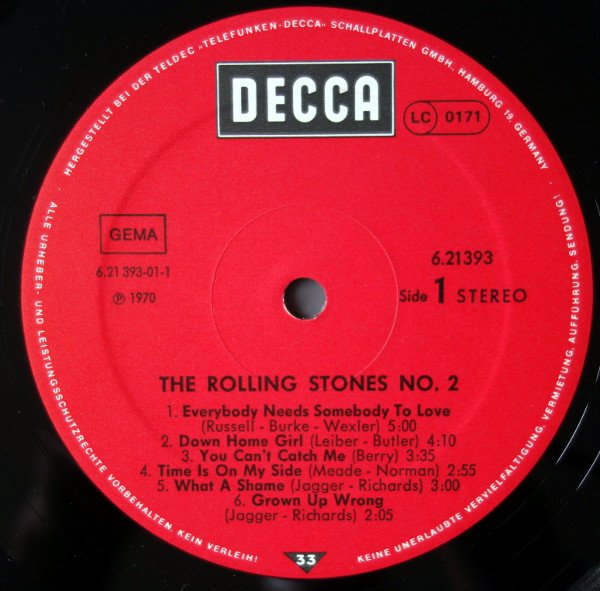 HERGESTELLT BEI DER TELDEC »TELEFUNKEN-DECCA« SCHALLPLATTEN GMBH, HAMBURG 19, GERMANY.
DECCA
LC 0171
GEMA
6.21 393-01-1
℗ 1970
6.21393
Side 1 STEREO
THE ROLLING STONES NO. 2
1. Everybody Needs Somebody To Love
(Russell - Burke - Wexler) 5:00
2. Down Home Girl (Leiber - Butler) 4:10
3. You Can't Catch Me (Berry) 3:35
4. Time Is On My Side (Meade - Norman) 2:55
5. What A Shame (Jagger - Richards) 3:00
6. Grown Up Wrong
(Jagger - Richards) 2:05
33
ALLE URHEBER- UND LEISTUNGSSCHUTZRECHTE VORBEHALTEN. KEIN VERLEIH!
KEINE UNERLAUBTE VERVIELFÄLTIGUNG, VERMIETUNG, AUFFÜHRUNG, SENDUNG!